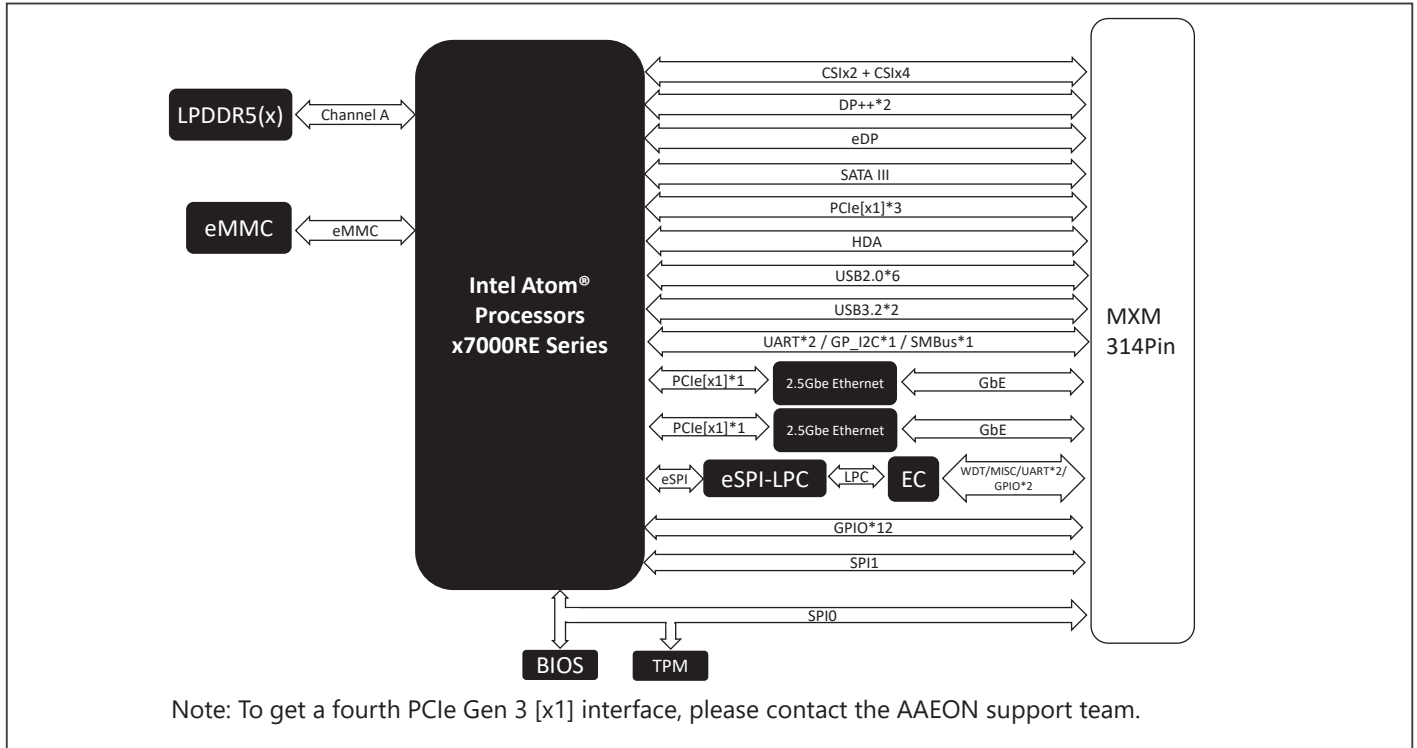 CSIx2 + CSIx4
DP++*2
LPDDR5(x)
Channel A
eDP
SATA III
PCIe[x1]*3
eMMC
eMMC
HDA
USB2.0*6
Intel Atom®
Processors
x7000RE Series
USB3.2*2
MXM
314Pin
UART*2 / GP_I2C*1 / SMBus*1
PCIe[x1]*1
2.5Gbe Ethernet
GbE
PCIe[x1]*1
2.5Gbe Ethernet
GbE
eSPI
eSPI-LPC
LPC
EC
WDT/MISC/UART*2/
GPIO*2
GPIO*12
SPI1
SPI0
BIOS
TPM
Note: To get a fourth PCIe Gen 3 [x1] interface, please contact the AAEON support team.